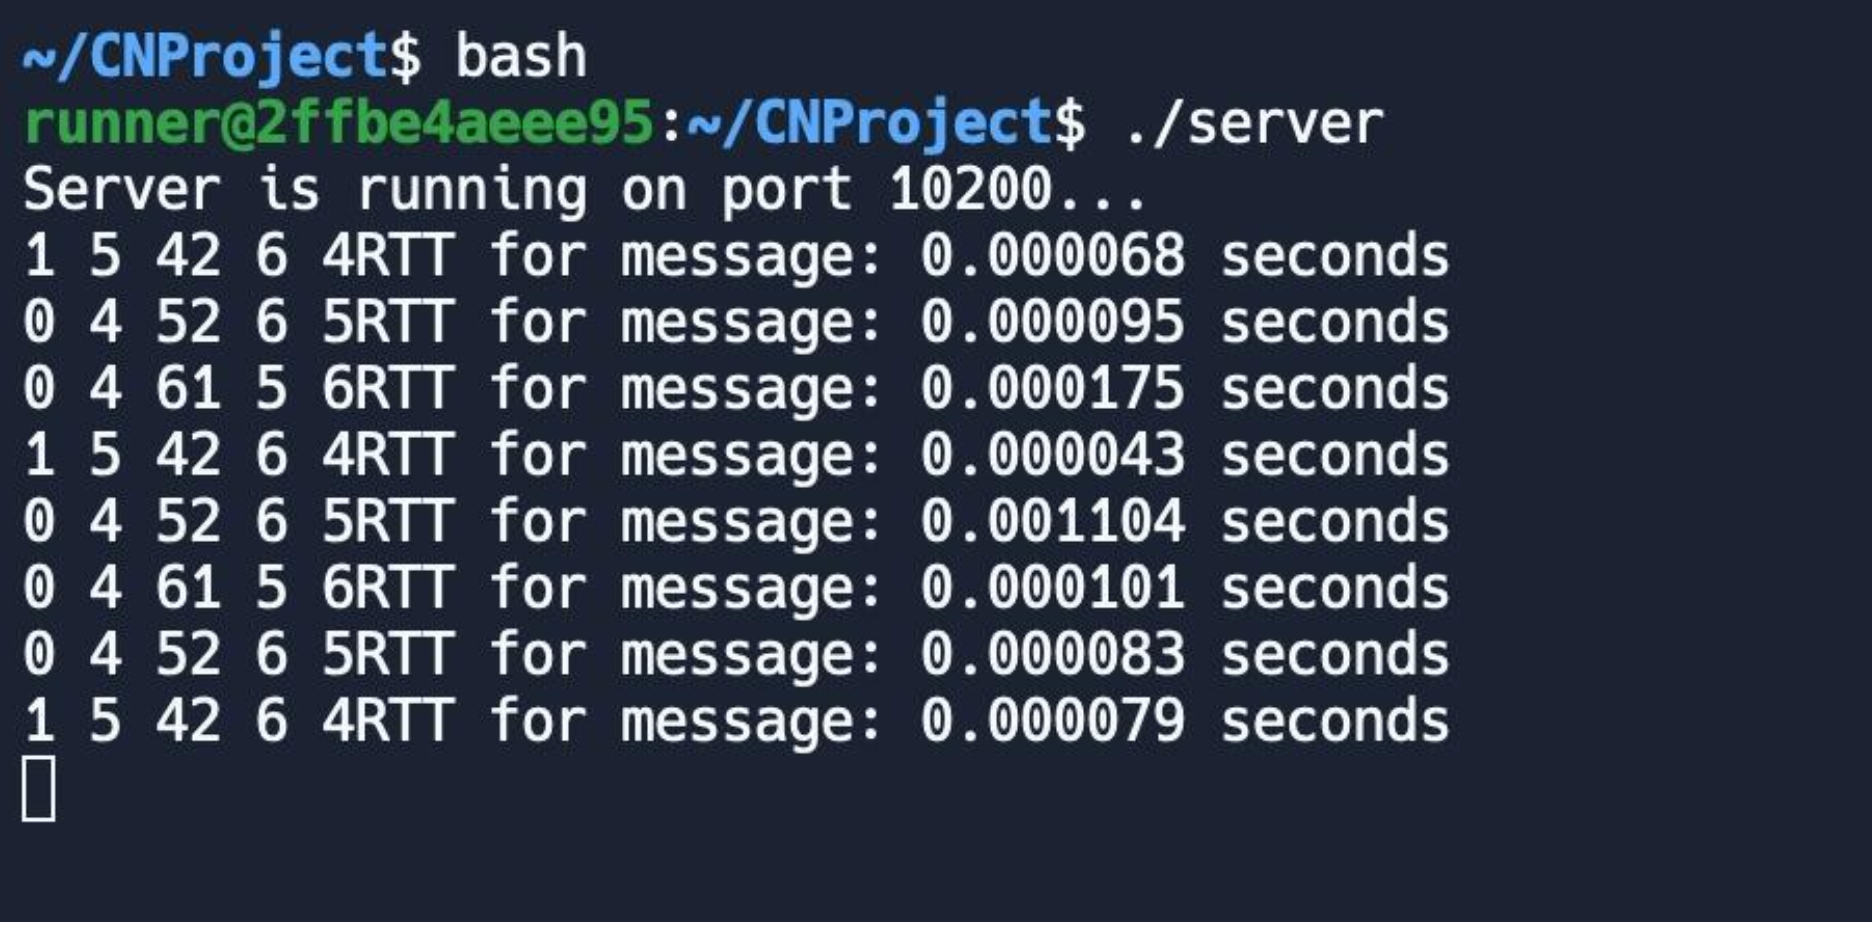 ~/CNProject$ bash
runner@2ffbe4aeee95:~/CNProject$ ./server
Server is running on port 10200...
1 5 42 6 4RTT for message: 0.000068 seconds
0 4 52 6 5RTT for message: 0.000095 seconds
0 4 61 5 6RTT for message: 0.000175 seconds
1 5 42 6 4RTT for message: 0.000043 seconds
0 4 52 6 5RTT for message: 0.001104 seconds
0 4 61 5 6RTT for message: 0.000101 seconds
0 4 52 6 5RTT for message: 0.000083 seconds
1 5 42 6 4RTT for message: 0.000079 seconds